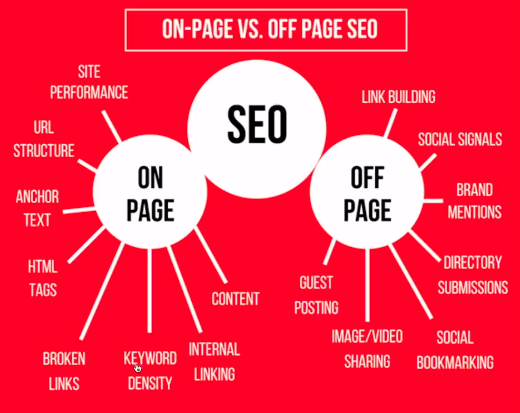 ON-PAGE VS. OFF PAGE SEO
SEO
ON
PAGE
SITE
PERFORMANCE
URL
STRUCTURE
ANCHOR
TEXT
HTML
TAGS
BROKEN
LINKS
KEYWORD
DENSITY
INTERNAL
LINKING
CONTENT
OFF
PAGE
LINK BUILDING
SOCIAL SIGNALS
BRAND
MENTIONS
DIRECTORY
SUBMISSIONS
SOCIAL
BOOKMARKING
IMAGE/VIDEO
SHARING
GUEST
POSTING